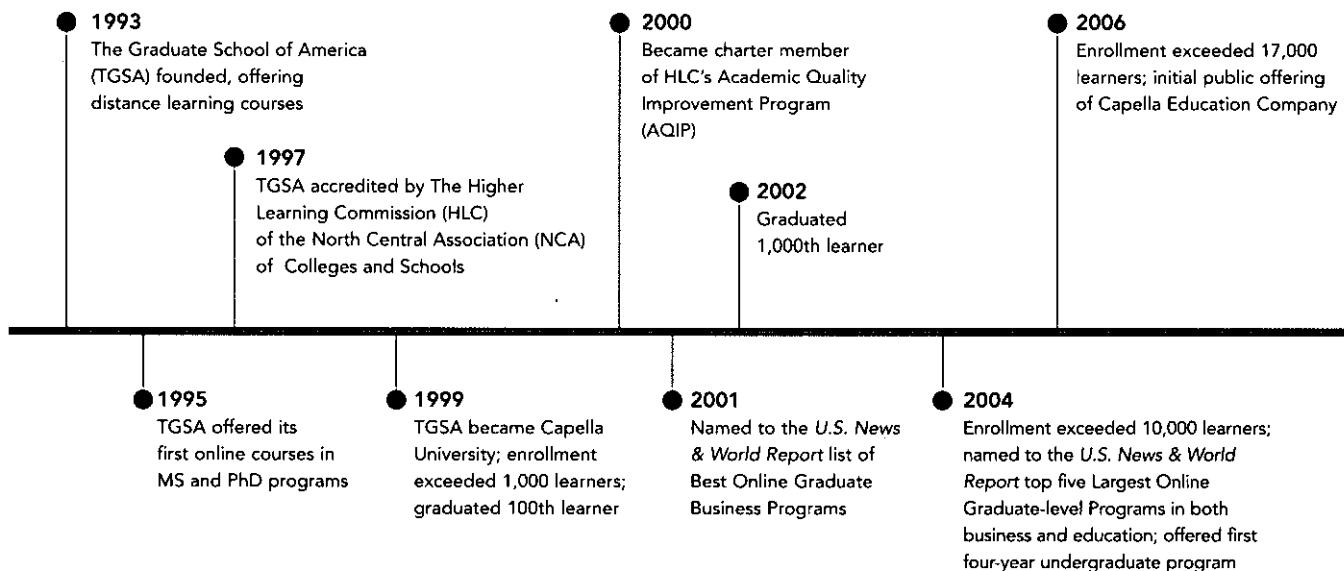 1993
The Graduate School of America
(TGSA) founded, offering
distance learning courses
1995
TGSA offered its
first online courses in
MS and PhD programs
1997
TGSA accredited by The Higher
Learning Commission (HLC)
of the North Central Association (NCA)
of Colleges and Schools
1999
TGSA became Capella
University; enrollment
exceeded 1,000 learners;
graduated 100th learner
2000
Became charter member
of HLC's Academic Quality
Improvement Program
(AQIP)
2001
Named to the U.S. News
& World Report list of
Best Online Graduate
Business Programs
2002
Graduated
1,000th learner
2004
Enrollment exceeded 10,000 learners;
named to the U.S. News & World
Report top five Largest Online
Graduate-level Programs in both
business and education; offered first
four-year undergraduate program
2006
Enrollment exceeded 17,000
learners; initial public offering
of Capella Education Company